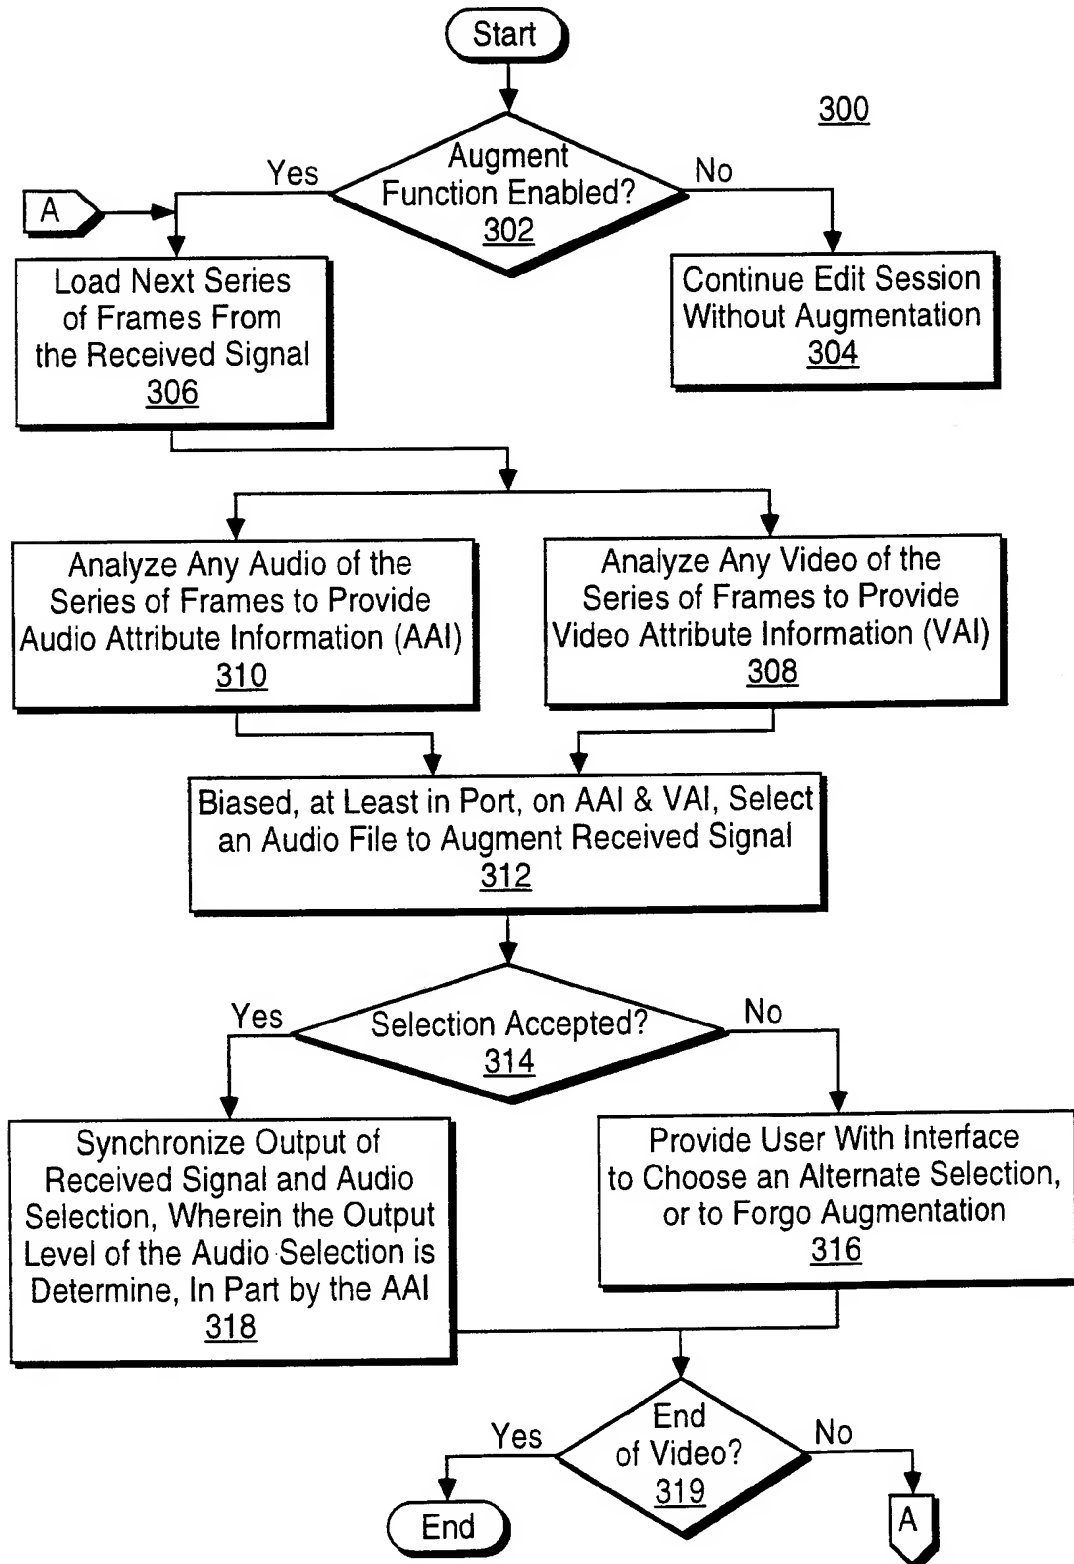 Start
300
Augment
Function Enabled?
302
Yes
No
A
Load Next Series
of Frames From
the Received Signal
306
Continue Edit Session
Without Augmentation
304
Analyze Any Audio of the
Series of Frames to Provide
Audio Attribute Information (AAI)
310
Analyze Any Video of the
Series of Frames to Provide
Video Attribute Information (VAI)
308
Biased, at Least in Port, on AAI & VAI, Select
an Audio File to Augment Received Signal
312
Yes
No
Selection Accepted?
314
Synchronize Output of
Received Signal and Audio
Selection, Wherein the Output
Level of the Audio Selection is
Determine, In Part by the AAI
318
Provide User With Interface
to Choose an Alternate Selection,
or to Forgo Augmentation
316
End
of Video?
319
Yes
No
End
A